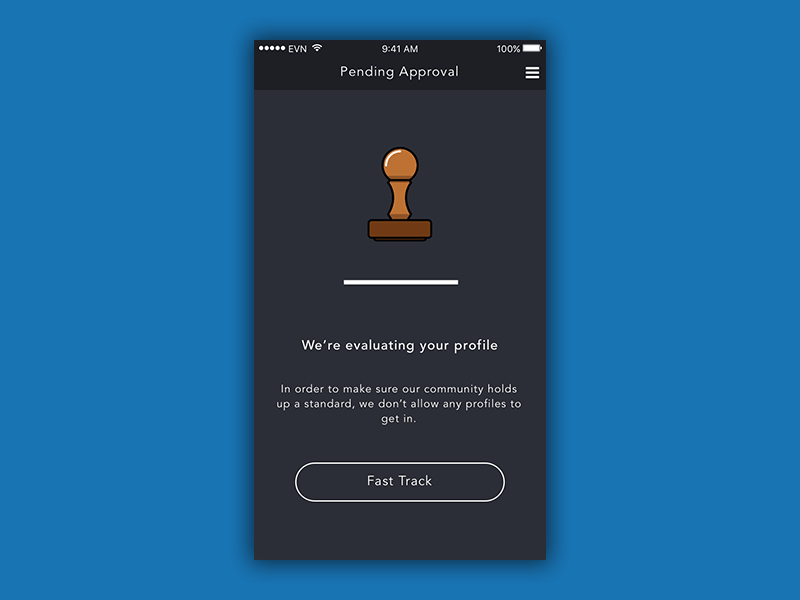 EVN 9:41 AM 100%
Pending Approval
We're evaluating your profile
In order to make sure our community holds
up a standard, we don't allow any profiles to
get in.
Fast Track